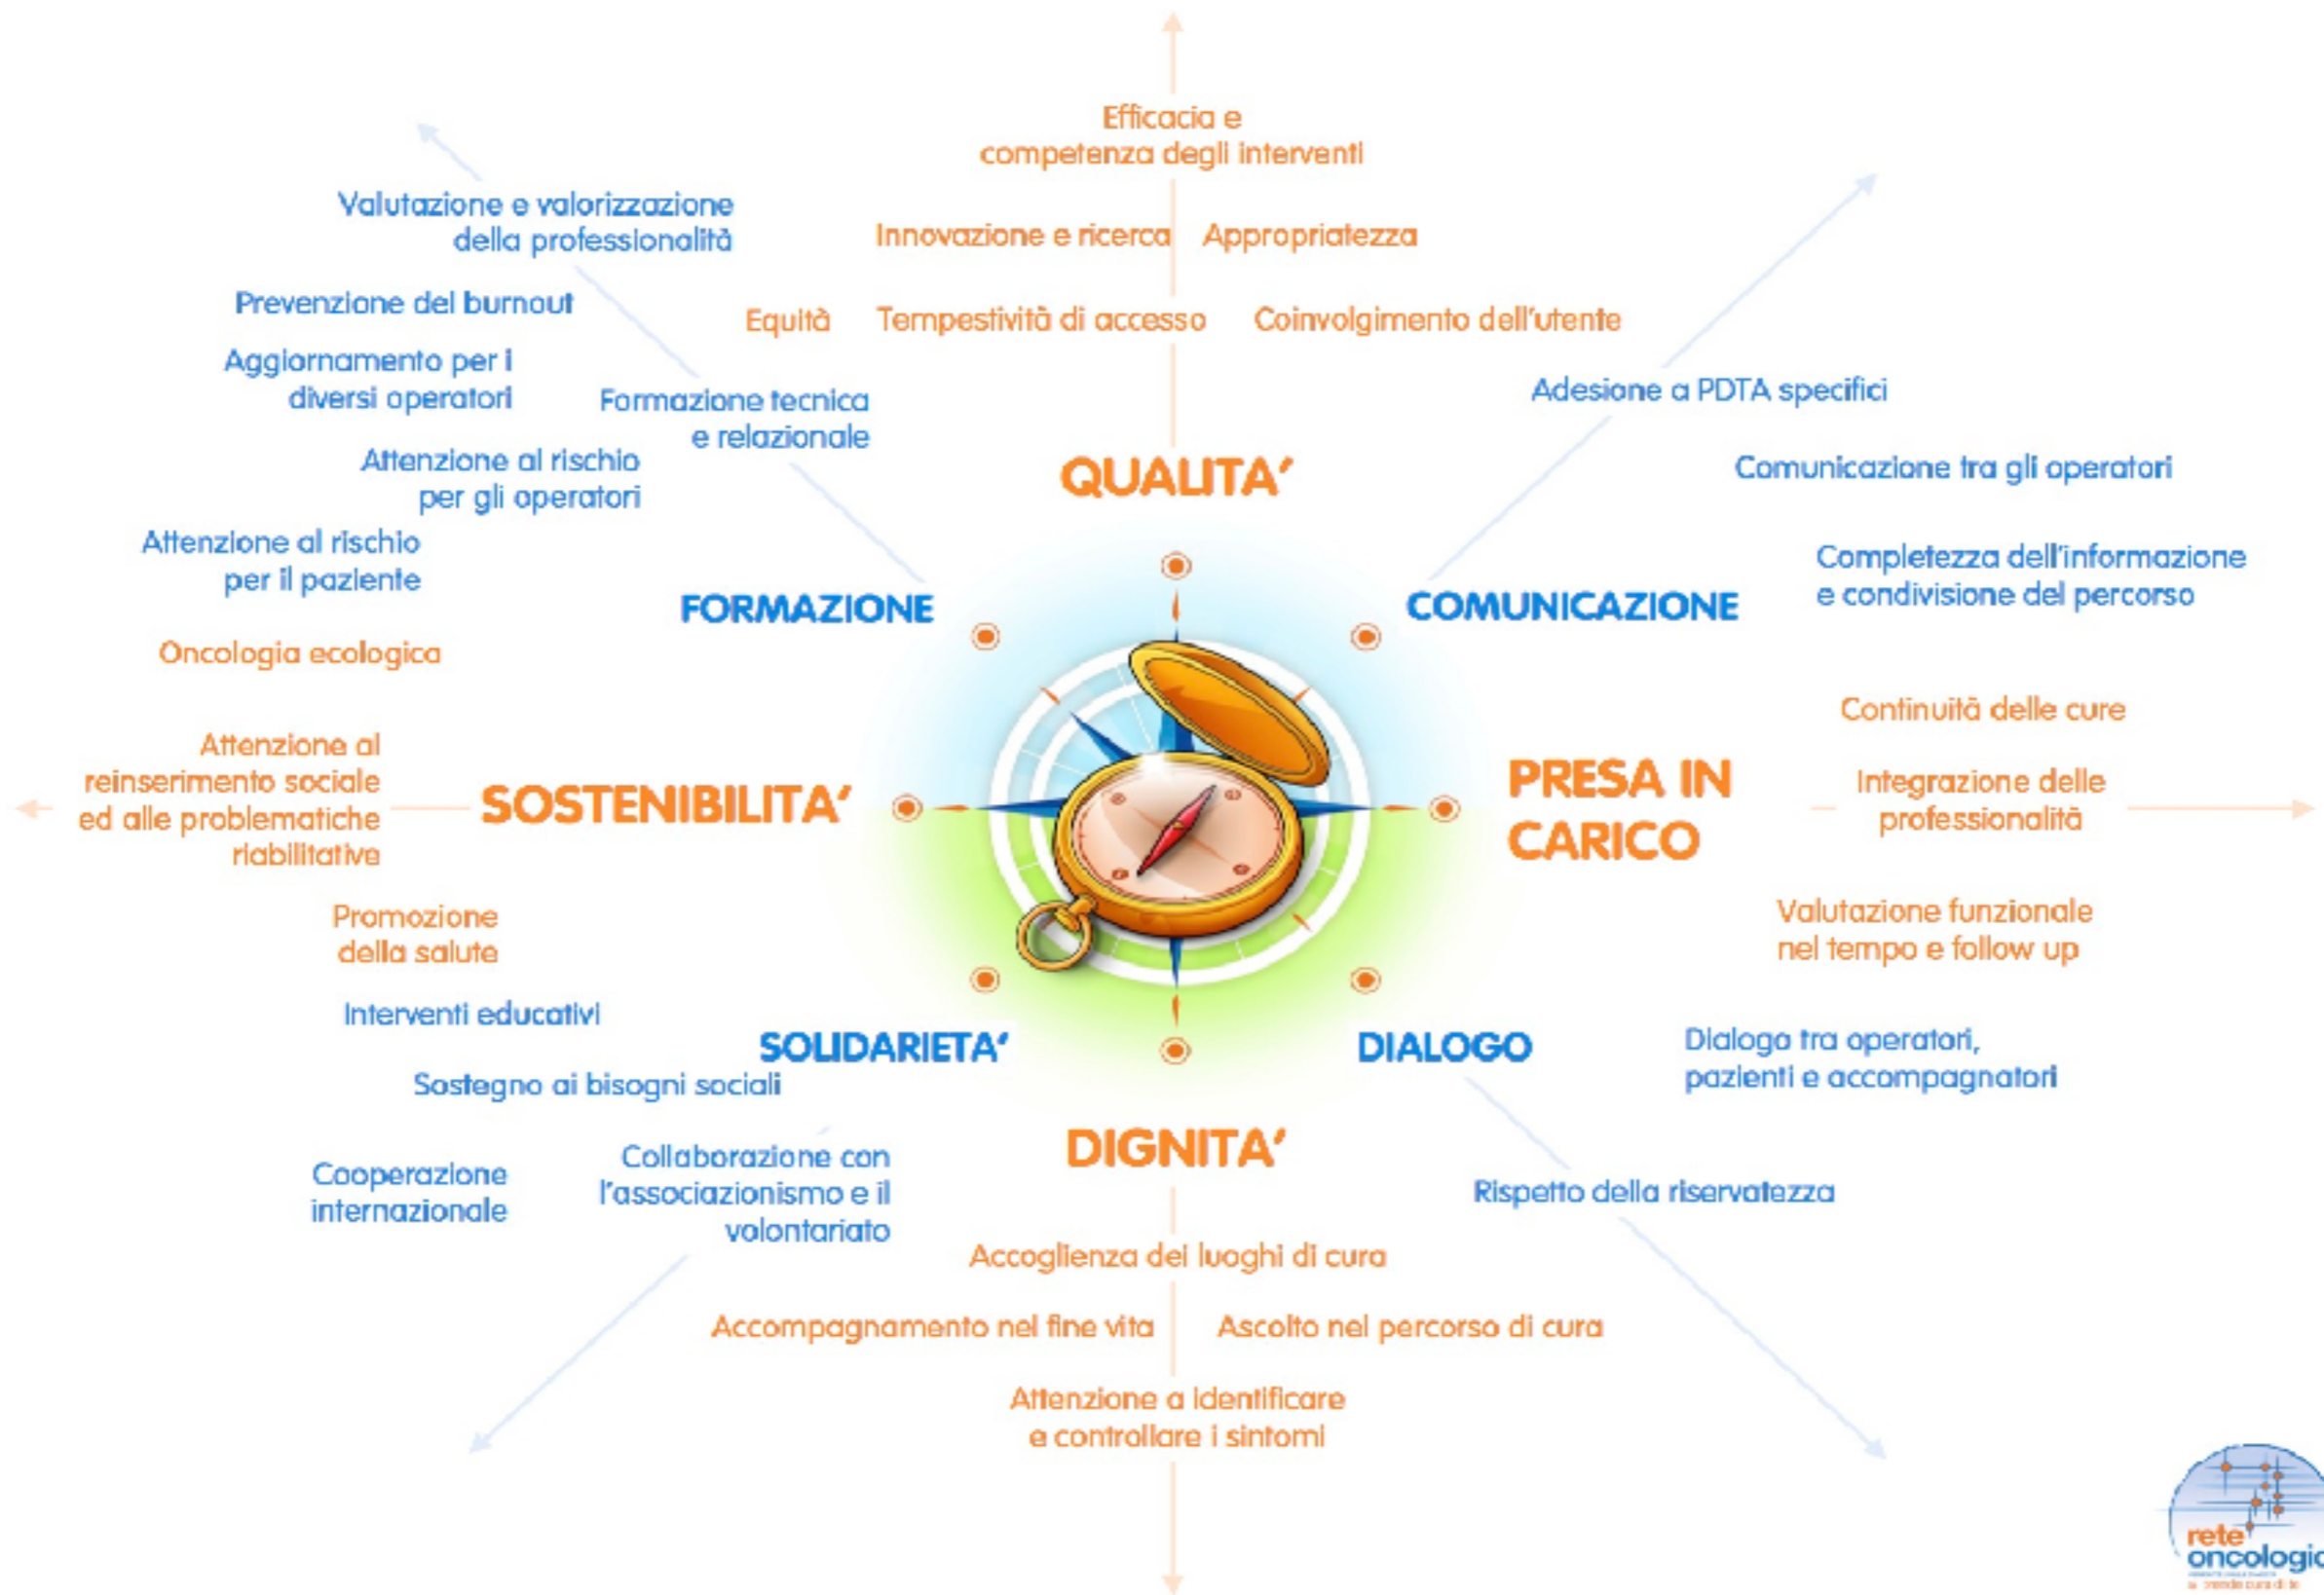 Efficacia e
competenza degli interventi
Innovazione e ricerca
Appropriatezza
Equità
Tempestività di accesso
Coinvolgimento dell'utente
QUALITA'
Adesione a PDTA specifici
Comunicazione tra gli operatori
Completezza dell'informazione
e condivisione del percorso
COMUNICAZIONE
Continuità delle cure
PRESA IN
CARICO
Integrazione delle
professionalità
Valutazione funzionale
nel tempo e follow up
DIALOGO
Dialogo tra operatori,
pazienti e accompagnatori
Rispetto della riservatezza
DIGNITA'
Accoglienza dei luoghi di cura
Accompagnamento nel fine vita
Ascolto nel percorso di cura
Attenzione a identificare
e controllare i sintomi
SOLIDARIETA'
Interventi educativi
Sostegno ai bisogni sociali
Cooperazione
internazionale
Collaborazione con
l'associazionismo e il
volontariato
SOSTENIBILITA'
Oncologia ecologica
Attenzione al
reinserimento sociale
ed alle problematiche
riabilitative
Promozione
della salute
FORMAZIONE
Valutazione e valorizzazione
della professionalità
Prevenzione del burnout
Aggiornamento per i
diversi operatori
Formazione tecnica
e relazionale
Attenzione al rischio
per gli operatori
Attenzione al rischio
per il paziente
rete
oncologic
si prende cura di te